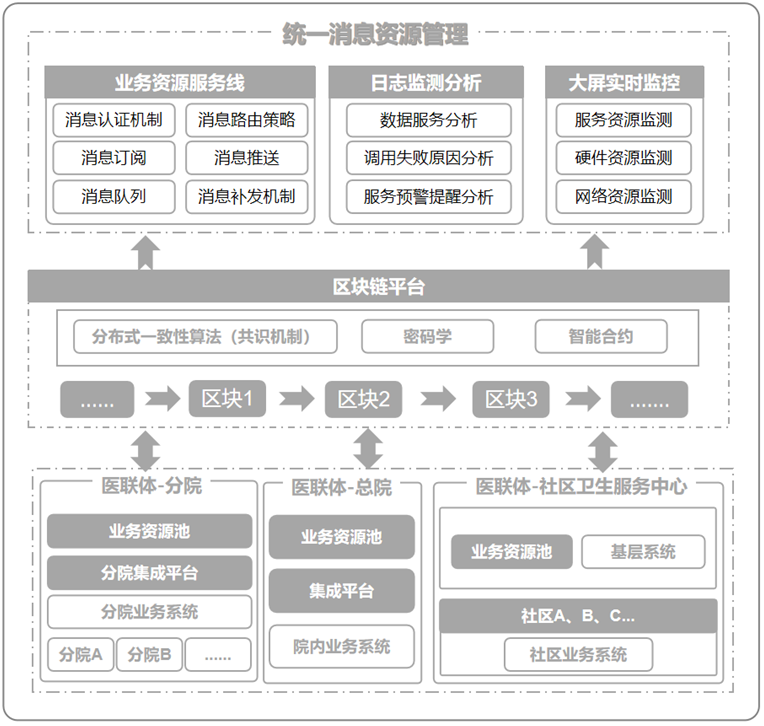 统一消息资源管理
业务资源服务线
消息认证机制
消息路由策略
消息订阅
消息推送
消息队列
消息补发机制
日志监测分析
数据服务分析
调用失败原因分析
服务预警提醒分析
大屏实时监控
服务资源监测
硬件资源监测
网络资源监测
区块链平台
分布式一致性算法（共识机制）
密码学
智能合约
......
区块1
区块2
区块3
.......
医联体-分院
业务资源池
分院集成平台
分院业务系统
分院A
分院B
......
医联体-总院
业务资源池
集成平台
院内业务系统
医联体-社区卫生服务中心
业务资源池
基层系统
社区A、B、C...
社区业务系统